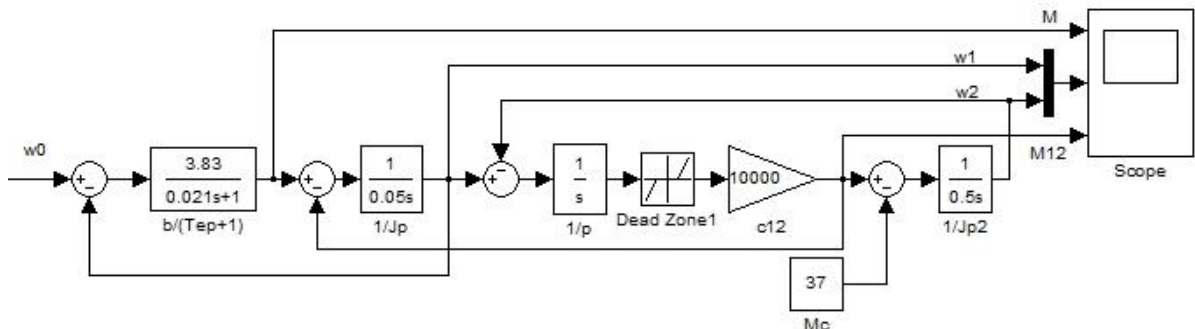 M
w1
w2
w0
M12
Scope
3.83
0.021s+1
b/(Tep+1)
1
0.05s
1/Jp
1
s
1/p
Dead Zone1
10000
c12
1
0.5s
1/Jp2
37
Mc